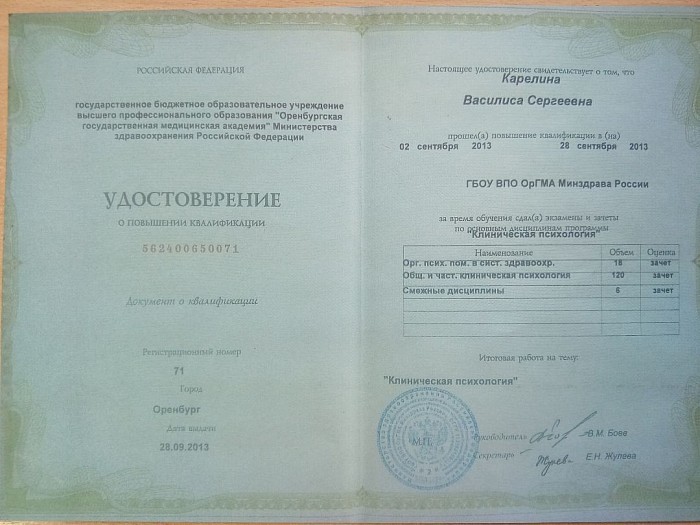 РОССИЙСКАЯ ФЕДЕРАЦИЯ
государственное бюджетное образовательное учреждение
высшего профессионального образования "Оренбургская
государственная медицинская академия" Министерства
здравоохранения Российской Федерации
УДОСТОВЕРЕНИЕ
О ПОВЫШЕНИИ КВАЛИФИКАЦИИ
562400650071
Документ о квалификации
Регистрационный номер
71
Город
Оренбург
Дата выдачи
28.09.2013
Настоящее удостоверение свидетельствует о том, что
Карелина
Василиса Сергеевна
прошел(а) повышение квалификации в (на)
02 сентября 2013 28 сентября 2013
ГБОУ ВПО ОрГМА Минздрава России
за время обучения сдал(а) экзамены и зачеты
по основным дисциплинам программы
"Клиническая психология"
Наименование Объем Оценка
Орг. псих. пом. в сист. здравоохр. 18 зачет
Общ. и част. клиническая психология 120 зачет
Смежные дисциплины 6 зачет
Итоговая работа на тему:
"Клиническая психология"
М.П.
Руководитель В.М. Боев
Секретарь Е.Н. Жулева